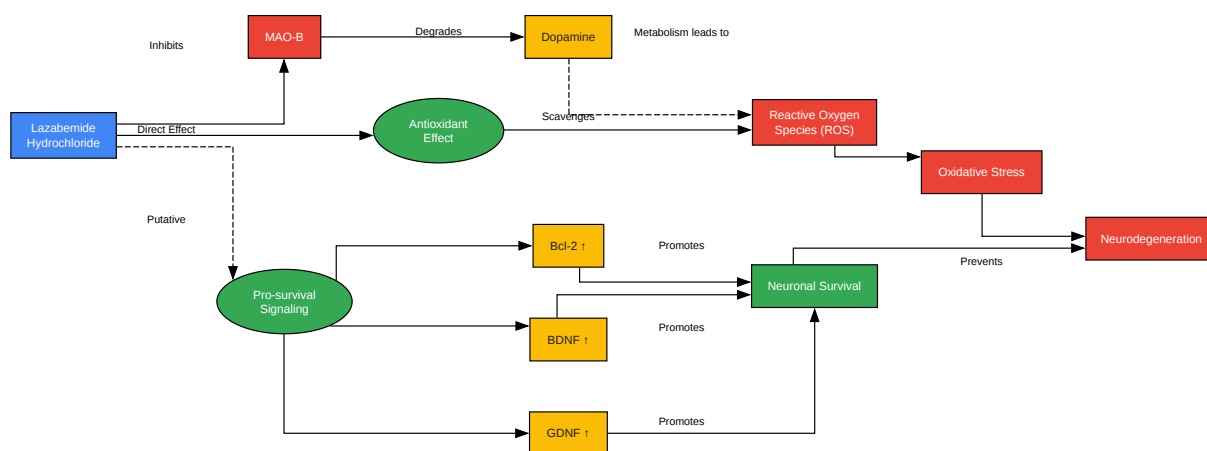 MAO-B
Degrades
Dopamine
Metabolism leads to
Inhibits
Lazabemide
Hydrochloride
Direct Effect
Antioxidant
Effect
Scavenges
Reactive Oxygen
Species (ROS)
Oxidative Stress
Putative
Neurodegeneration
Bcl-2 ↑
Promotes
Prevents
Pro-survival
Signaling
Neuronal Survival
BDNF ↑
Promotes
GDNF ↑
Promotes